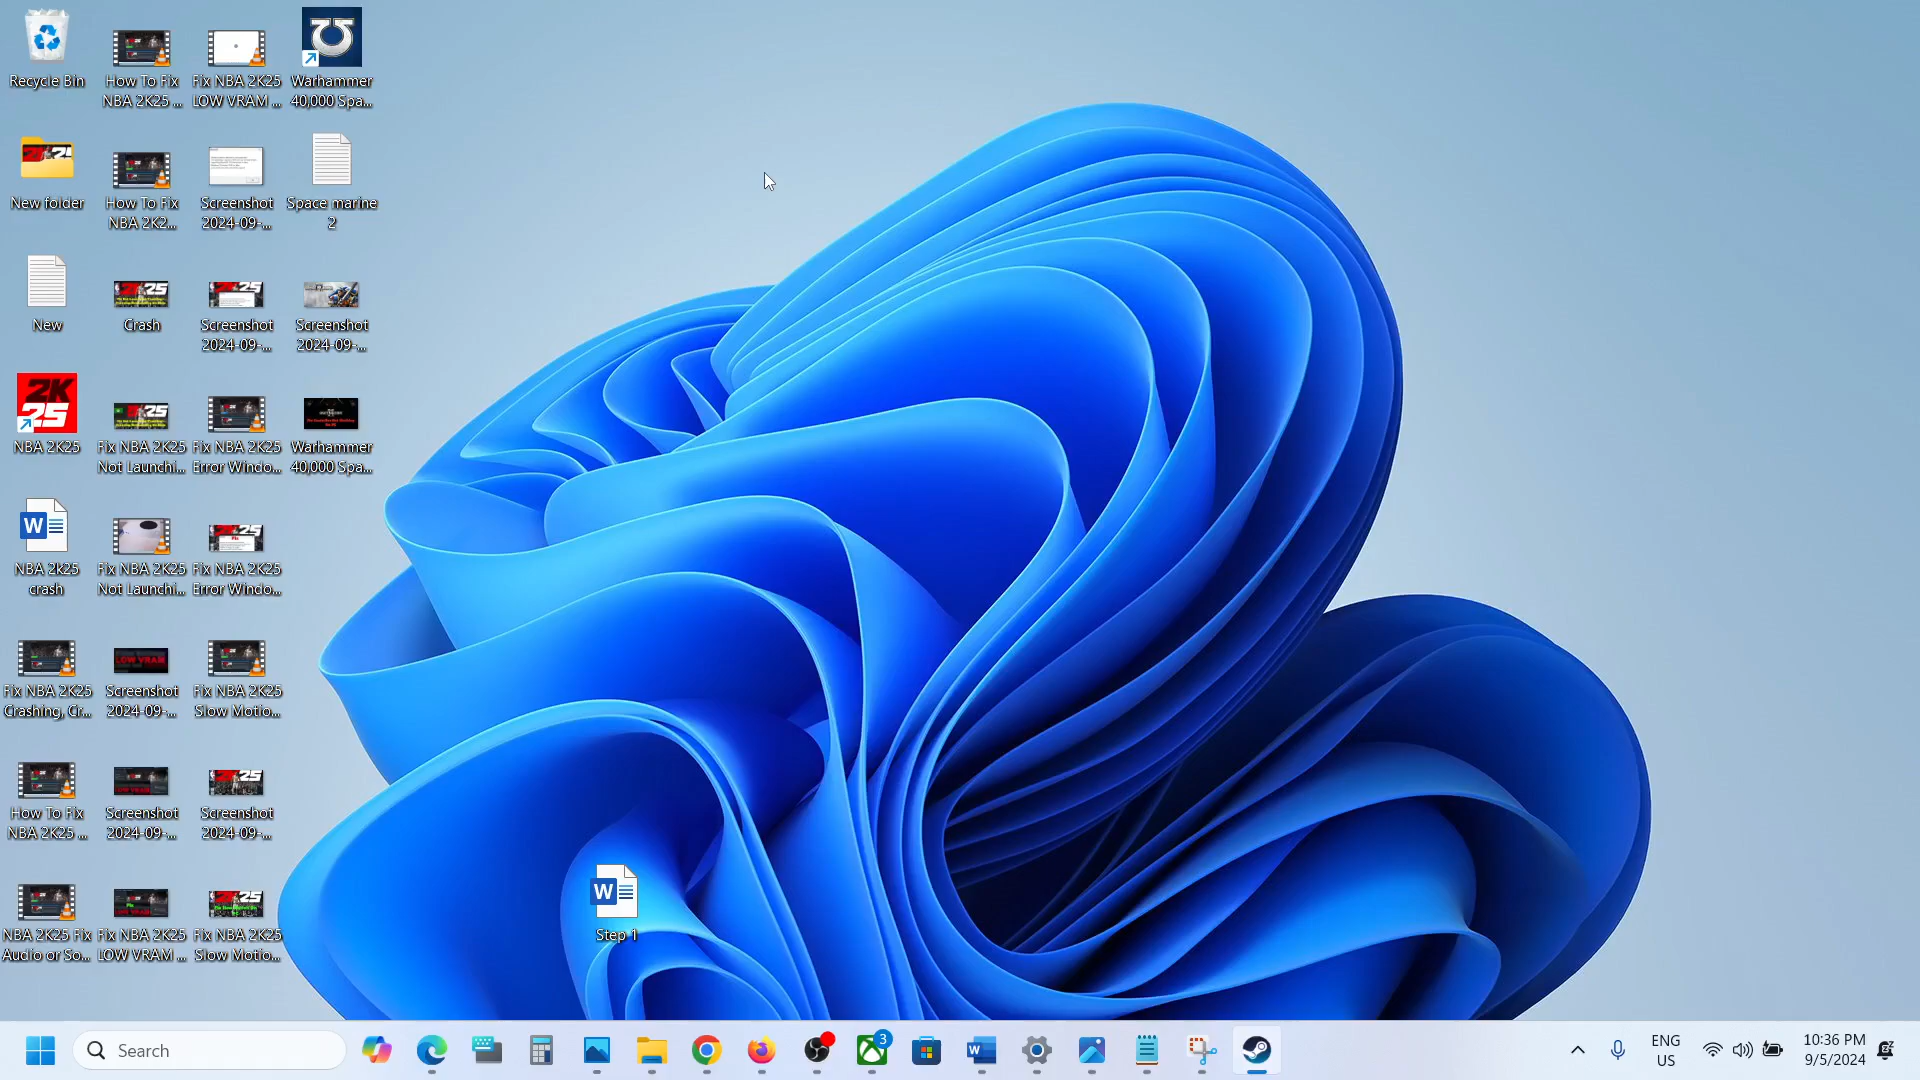 Recycle Bin
How To Fix
NBA 2K25 ...
Fix NBA 2K25
LOW VRAM ...
Warhammer
40,000 Spa...
New folder
How To Fix
NBA 2K2...
Screenshot
2024-09-...
Space marine
2
New
Crash
Screenshot
2024-09-...
Screenshot
2024-09-...
2K
25
NBA 2K25
Fix NBA 2K25
Not Launchi...
Fix NBA 2K25
Error Windo...
Warhammer
40,000 Spa...
NBA 2K25
crash
Fix NBA 2K25
Not Launchi...
Fix NBA 2K25
Error Windo...
Fix NBA 2K25
Crashing, Cr...
LOW VRAM
Screenshot
2024-09-...
Fix NBA 2K25
Slow Motio...
How To Fix
NBA 2K25 ...
Screenshot
2024-09-...
Screenshot
2024-09-...
NBA 2K25 Fix
Audio or So...
Fix NBA 2K25
LOW VRAM ...
Fix NBA 2K25
Slow Motio...
W
Step 1
Search
3
ENG
US
10:36 PM
9/5/2024